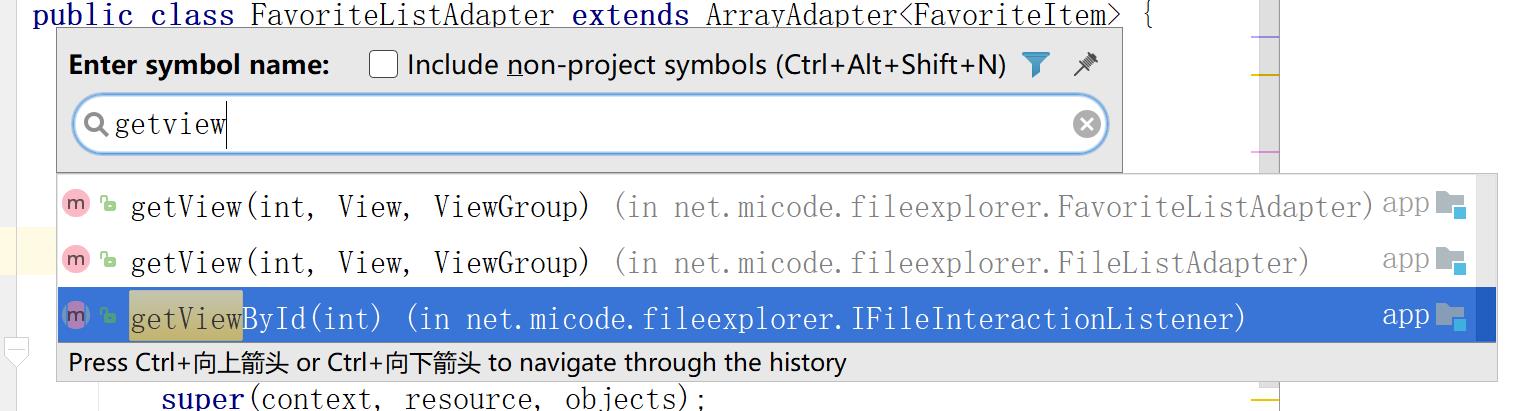 public class FavoriteListAdapter extends ArrayAdapter<FavoriteItem> {
Enter symbol name: Include non-project symbols (Ctrl+Alt+Shift+N)
getview
m getView(int, View, ViewGroup) (in net.micode.fileexplorer.FavoriteListAdapter) app
m getView(int, View, ViewGroup) (in net.micode.fileexplorer.FileListAdapter) app
m getViewById(int) (in net.micode.fileexplorer.IFileInteractionListener) app
Press Ctrl+向上箭头 or Ctrl+向下箭头 to navigate through the history
super(context, resource, objects);